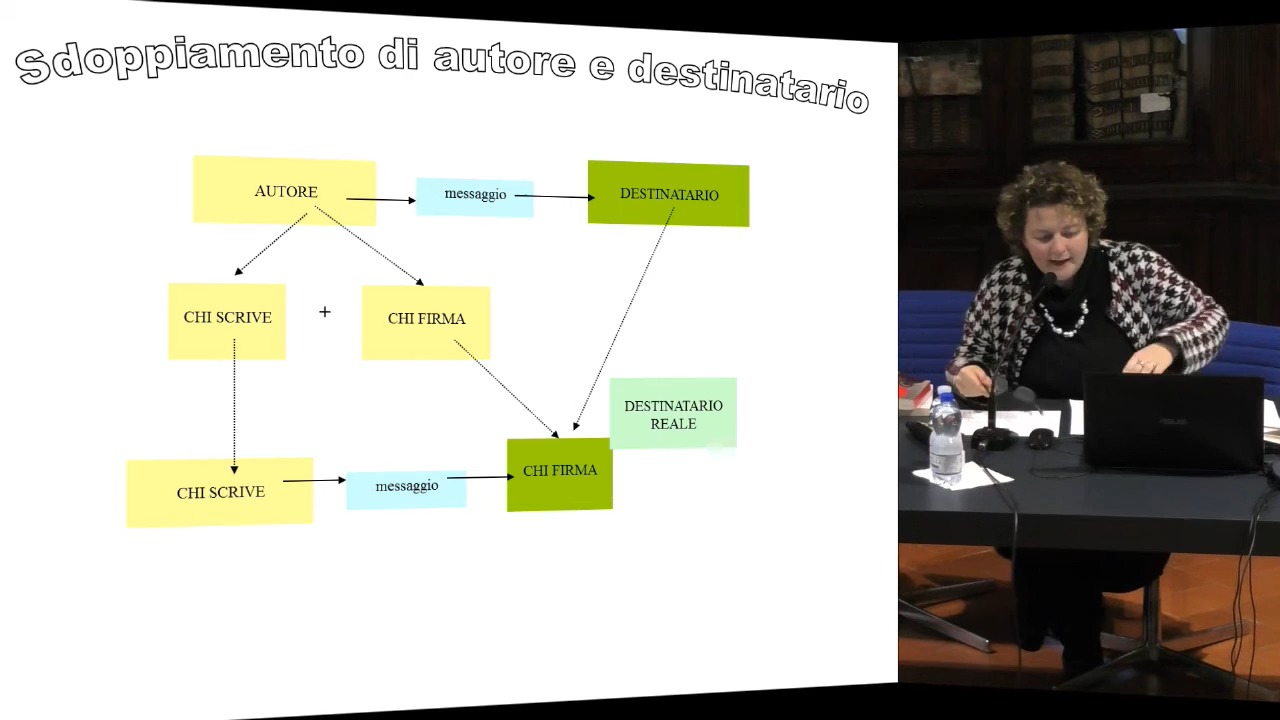 Sdoppiamento di autore e destinatario
AUTORE
messaggio
DESTINATARIO
CHI SCRIVE
+
CHI FIRMA
DESTINATARIO
REALE
CHI SCRIVE
messaggio
CHI FIRMA